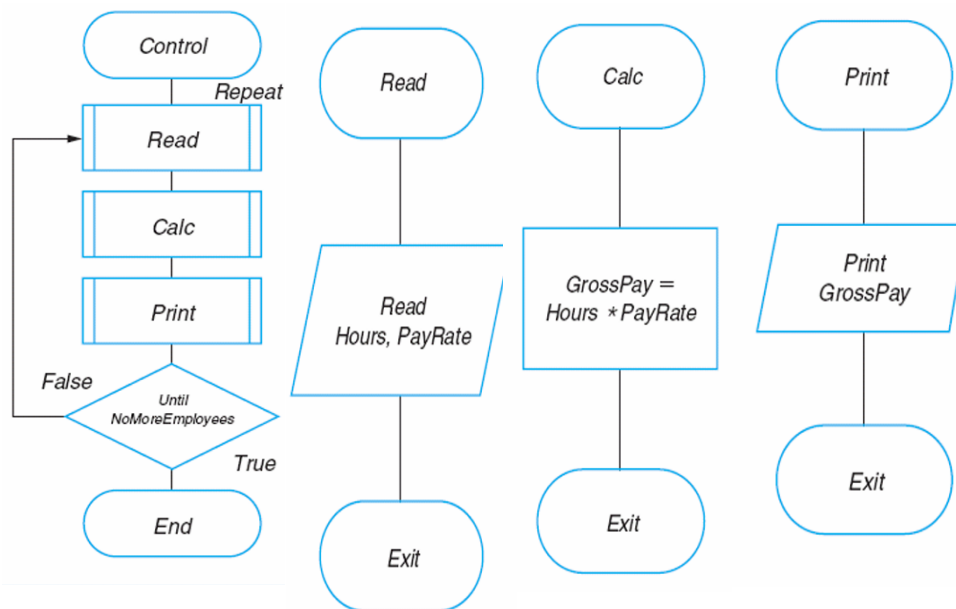 Control
Repeat
Read
Calc
Print
False
Until
NoMoreEmployees
True
End
Read
Read
Hours, PayRate
Exit
Calc
GrossPay =
Hours *PayRate
Exit
Print
Print
GrossPay
Exit